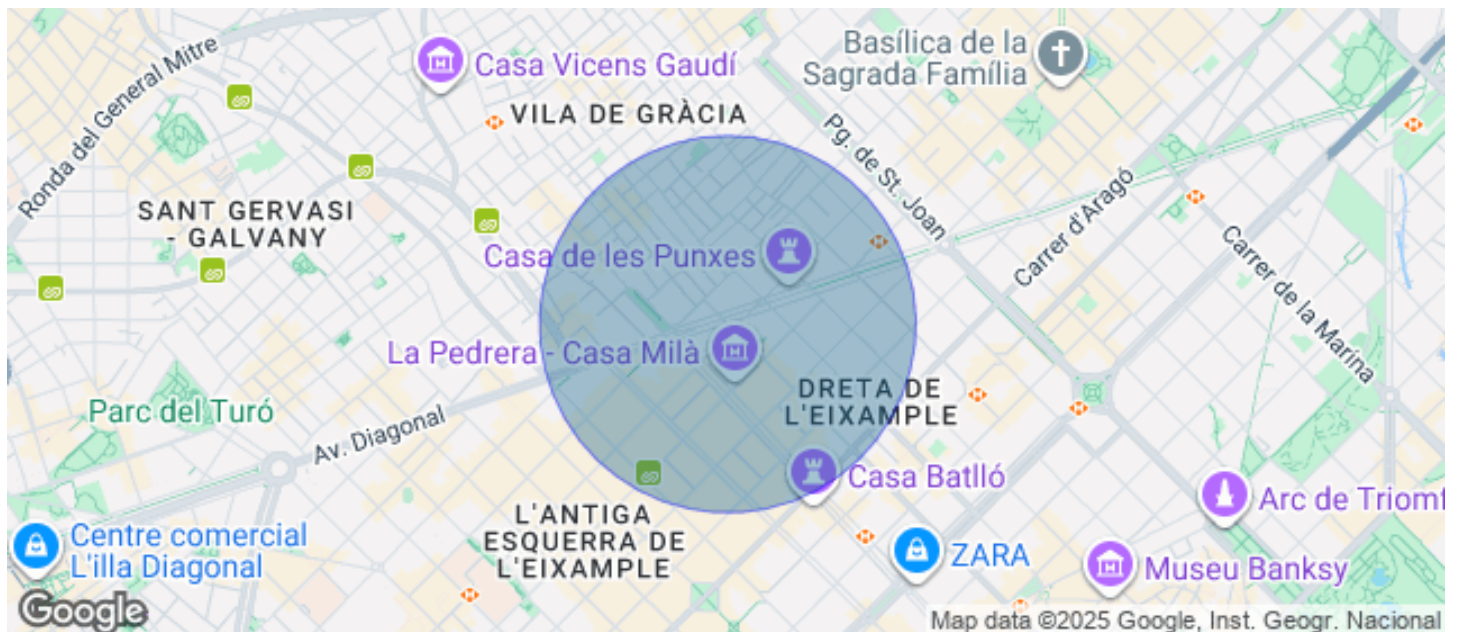 Ronda del General Mitre
Casa Vicens Gaudí
Basílica de la
Sagrada Família
VILA DE GRÀCIA
Pg. de St. Joan
SANT GERVASI
- GALVANY
Carrer d'Aragó
Carrer de la Marina
Casa de les Punxes
La Pedrera - Casa Milà
DRETA DE
L'EIXAMPLE
Parc del Turó
Av. Diagonal
Casa Batlló
Arc de Triomf
L'ANTIGA
ESQUERRA DE
L'EIXAMPLE
Centre comercial
L'illa Diagonal
ZARA
Museu Banksy
Google
Map data ©2025 Google, Inst. Geogr. Nacional